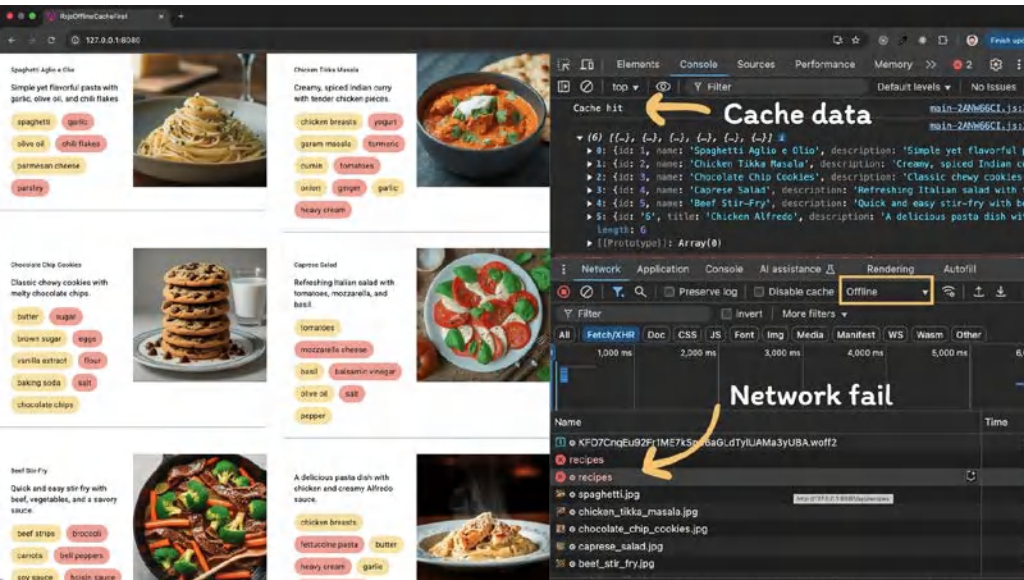 RxjsOfflineCacheFirst
127.0.0.1:8080
Finish upd
Spaghetti Aglio e Olio
Simple yet flavorful pasta with
garlic, olive oil, and chili flakes
spaghetti garlic
olive oil chili flakes
parmesan cheese
parsley
Chicken Tikka Masala
Creamy, spiced Indian curry
with tender chicken pieces.
chicken breasts yogurt
garam masala turmeric
cumin tomatoes
onion ginger garlic
heavy cream
Chocolate Chip Cookies
Classic chewy cookies with
melty chocolate chips.
butter sugar
brown sugar eggs
vanilla extract flour
baking soda salt
chocolate chips
Caprese Salad
Refreshing Italian salad with
tomatoes, mozzarella, and
basil.
tomatoes
mozzarella cheese
basil balsamic vinegar
olive oil salt
pepper
Beef Stir-Fry
Quick and easy stir-fry with
beef, vegetables, and a savory
sauce.
beef strips broccoli
carrots bell peppers
soy sauce hoisin sauce
A delicious pasta dish with
chicken and creamy Alfredo
sauce.
chicken breasts
fettuccine pasta butter
heavy cream garlic
Elements Console Sources Performance Memory 2
top Filter Default levels No Issues
Cache hit main-2ANW66CI.js:
Cache data
main-2ANW66CI.js:
(6) [{…}, {…}, {…}, {…}, {…}, {…}]
0: {id: 1, name: 'Spaghetti Aglio e Olio', description: 'Simple yet flavorful p
1: {id: 2, name: 'Chicken Tikka Masala', description: 'Creamy, spiced Indian cu
2: {id: 3, name: 'Chocolate Chip Cookies', description: 'Classic chewy cookies
3: {id: 4, name: 'Caprese Salad', description: 'Refreshing Italian salad with
4: {id: 5, name: 'Beef Stir-Fry', description: 'Quick and easy stir-fry with be
5: {id: '6', title: 'Chicken Alfredo', description: 'A delicious pasta dish wi
length: 6
[[Prototype]]: Array(0)
Network Application Console AI assistance Rendering Autofill
Preserve log Disable cache Offline
Filter Invert More filters
All Fetch/XHR Doc CSS JS Font Img Media Manifest WS Wasm Other
1,000 ms 2,000 ms 3,000 ms 4,000 ms 5,000 ms 6,
Network fail
Name Time
recipes
recipes
spaghetti.jpg
chicken_tikka_masala.jpg
chocolate_chip_cookies.jpg
caprese_salad.jpg
beef_stir_fry.jpg